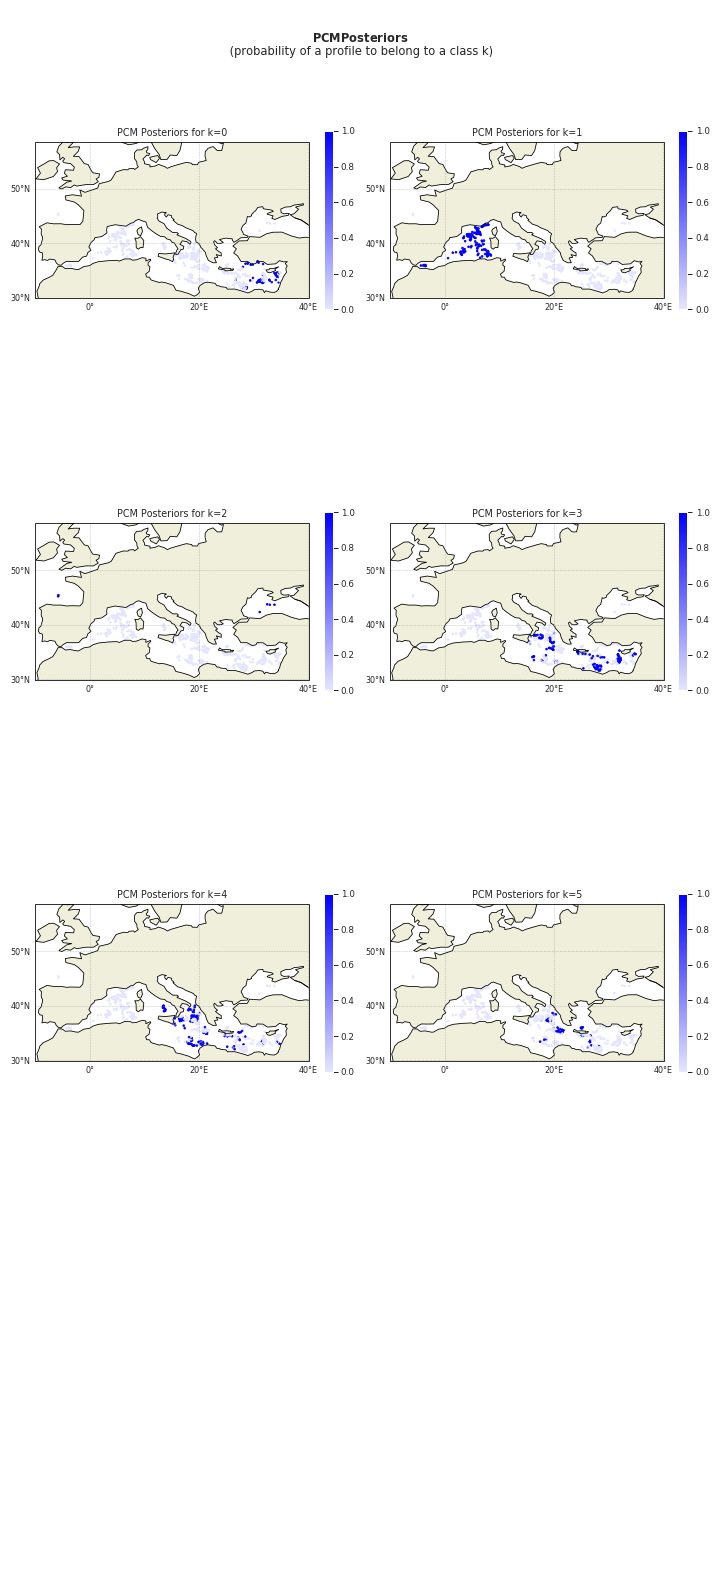 PCMPosteriors
(probability of a profile to belong to a class k)
PCM Posteriors for k=0
1.0
0.8
0.6
0.4
0.2
0.0
50°N
40°N
30°N
0°
20°E
40°E
PCM Posteriors for k=1
1.0
0.8
0.6
0.4
0.2
0.0
50°N
40°N
30°N
0°
20°E
40°E
PCM Posteriors for k=2
1.0
0.8
0.6
0.4
0.2
0.0
50°N
40°N
30°N
0°
20°E
40°E
PCM Posteriors for k=3
1.0
0.8
0.6
0.4
0.2
0.0
50°N
40°N
30°N
0°
20°E
40°E
PCM Posteriors for k=4
1.0
0.8
0.6
0.4
0.2
0.0
50°N
40°N
30°N
0°
20°E
40°E
PCM Posteriors for k=5
1.0
0.8
0.6
0.4
0.2
0.0
50°N
40°N
30°N
0°
20°E
40°E